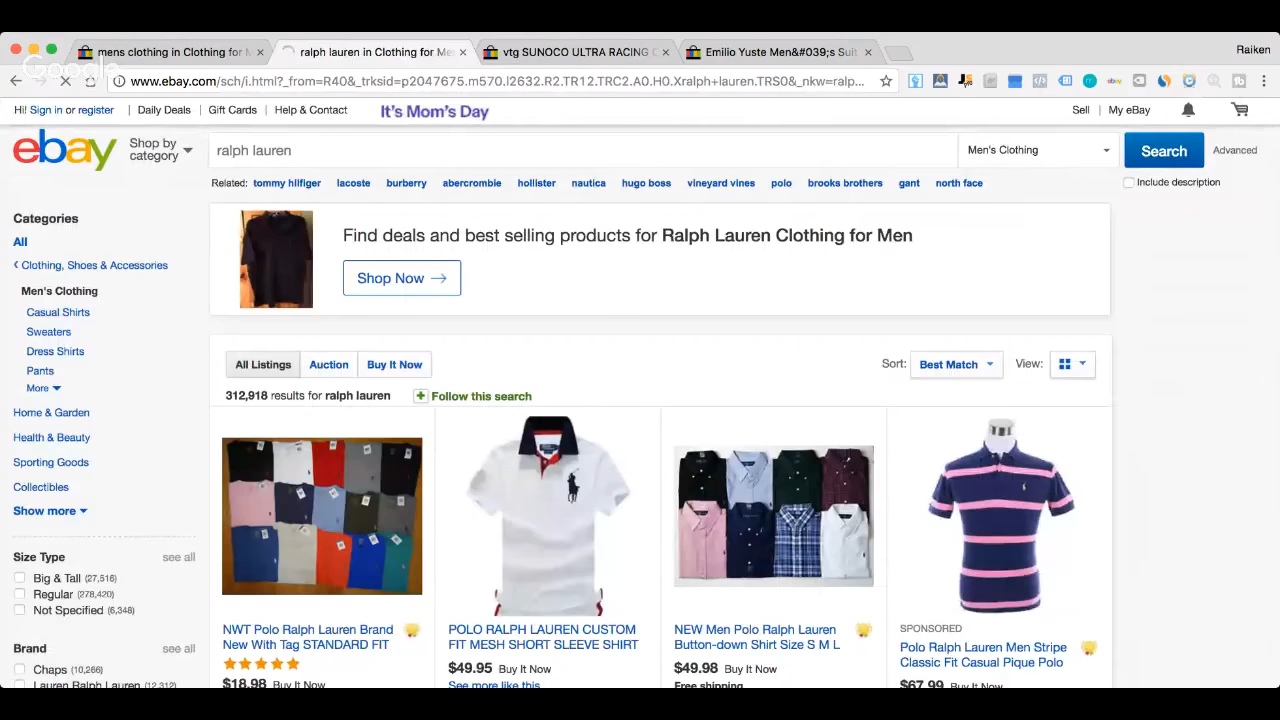 mens clothing in Clothing for M
ralph lauren in Clothing for Me
vtg SUNOCO ULTRA RACING C
Emilio Yuste Men&#039;s Suit
Raiken
Google
www.ebay.com/sch/i.html?_from=R40&_trksid=p2047675.m570.l2632.R2.TR12.TRC2.A0.H0.Xralph+lauren.TRS0&_nkw=ralp...
Hi! Sign in or register
Daily Deals
Gift Cards
Help & Contact
It's Mom's Day
Sell
My eBay
ebay
Shop by category
ralph lauren
Men's Clothing
Search
Advanced
Related: tommy hilfiger lacoste burberry abercrombie hollister nautica hugo boss vineyard vines polo brooks brothers gant north face
Include description
Categories
All
Clothing, Shoes & Accessories
Men's Clothing
Casual Shirts
Sweaters
Dress Shirts
Pants
More
Home & Garden
Health & Beauty
Sporting Goods
Collectibles
Show more
Size Type see all
Big & Tall (27,516)
Regular (278,420)
Not Specified (6,348)
Brand see all
Chaps (10,266)
Lauren Ralph Lauren (12,312)
Find deals and best selling products for Ralph Lauren Clothing for Men
Shop Now
All Listings
Auction
Buy It Now
Sort: Best Match
View:
312,918 results for ralph lauren
Follow this search
NWT Polo Ralph Lauren Brand
New With Tag STANDARD FIT
$18.98 Buy It Now
POLO RALPH LAUREN CUSTOM
FIT MESH SHORT SLEEVE SHIRT
$49.95 Buy It Now
See more like this
NEW Men Polo Ralph Lauren
Button-down Shirt Size S M L
$49.98 Buy It Now
Free shipping
SPONSORED
Polo Ralph Lauren Men Stripe
Classic Fit Casual Pique Polo
$67.99 Buy It Now